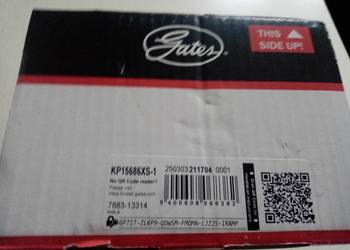 Gates
THIS
SIDE UP!
KP15686XS-1
250303 211704 0001
No QR Code reader?
Please visit
7883-13314